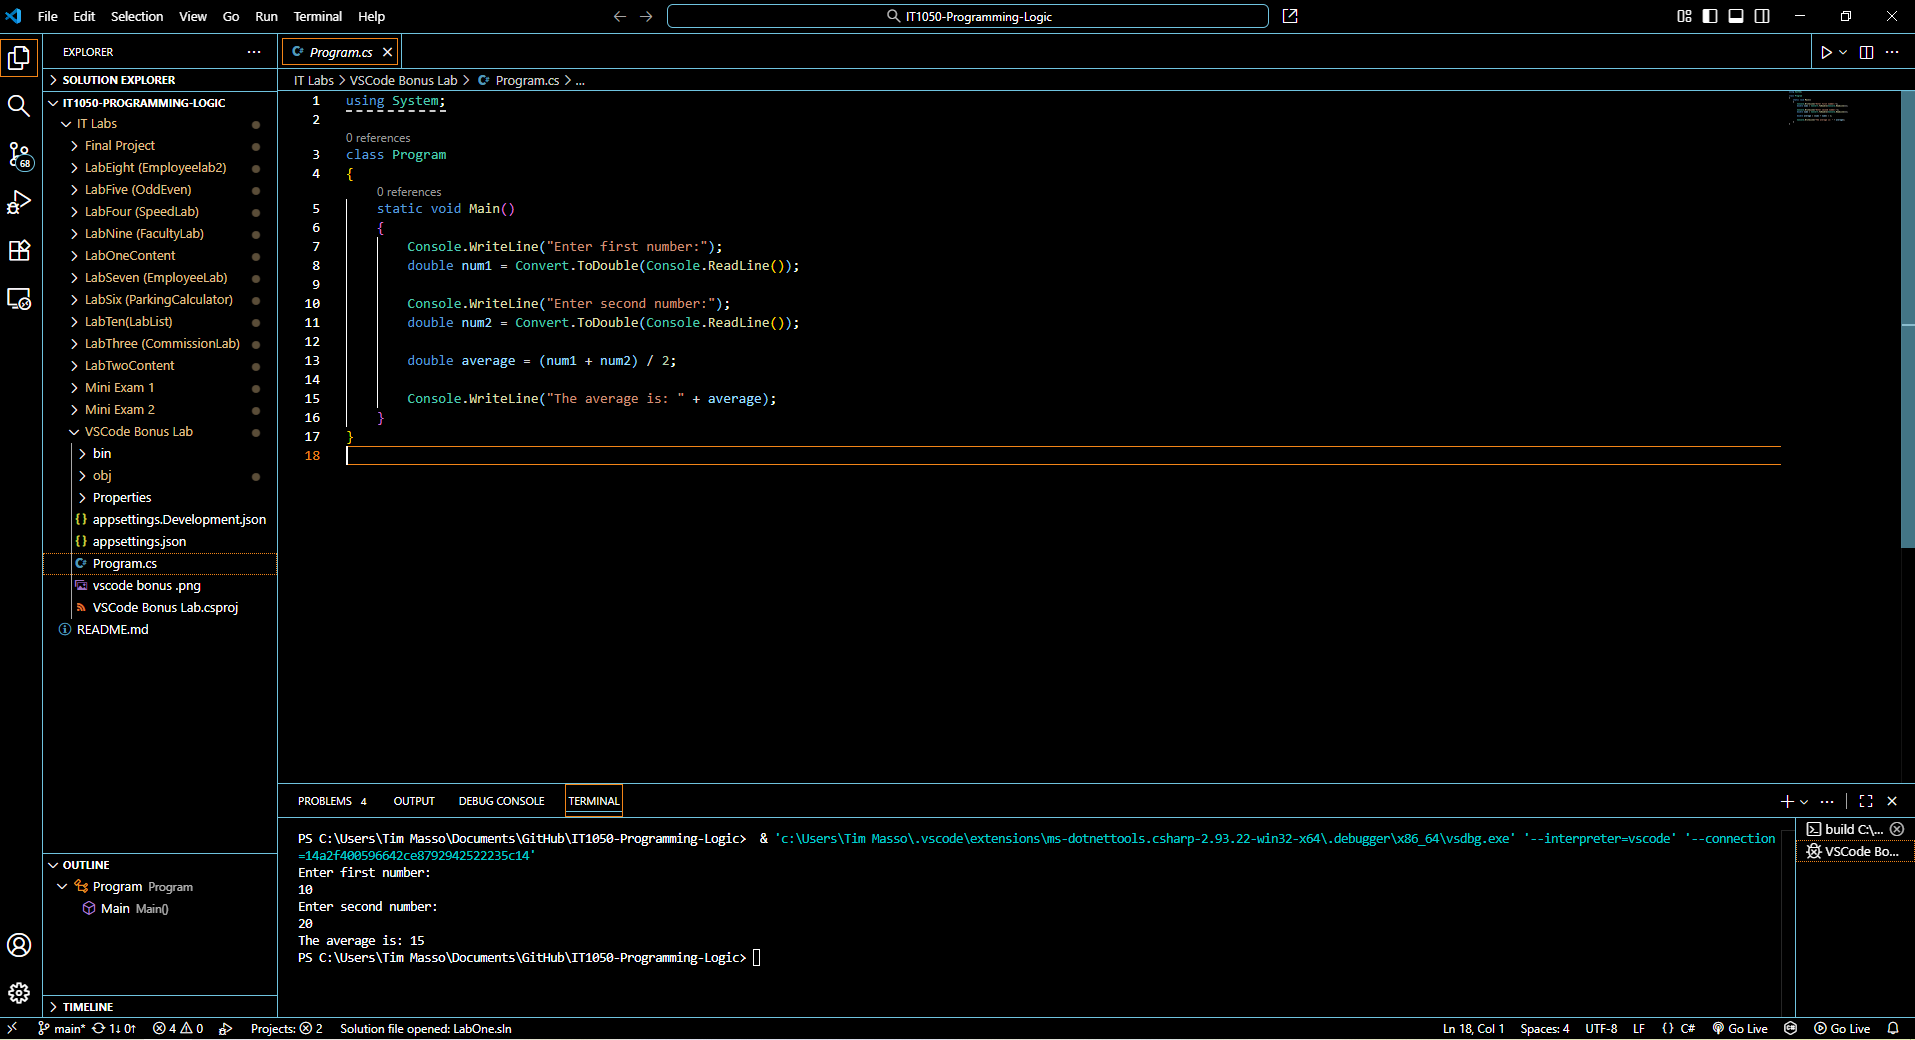 File Edit Selection View Go Run Terminal Help
IT1050-Programming-Logic
EXPLORER
SOLUTION EXPLORER
IT1050-PROGRAMMING-LOGIC
IT Labs
Final Project
LabEight (Employeelab2)
LabFive (OddEven)
LabFour (SpeedLab)
LabNine (FacultyLab)
LabOneContent
LabSeven (EmployeeLab)
LabSix (ParkingCalculator)
LabTen(LabList)
LabThree (CommissionLab)
LabTwoContent
Mini Exam 1
Mini Exam 2
VSCode Bonus Lab
bin
obj
Properties
{} appsettings.Development.json
{} appsettings.json
Program.cs
vscode bonus .png
VSCode Bonus Lab.csproj
README.md
68
OUTLINE
Program Program
Main Main()
TIMELINE
Program.cs
IT Labs > VSCode Bonus Lab > Program.cs > ...
1 using System;
2
0 references
3 class Program
4 {
0 references
5 static void Main()
6 {
7 Console.WriteLine("Enter first number:");
8 double num1 = Convert.ToDouble(Console.ReadLine());
9
10 Console.WriteLine("Enter second number:");
11 double num2 = Convert.ToDouble(Console.ReadLine());
12
13 double average = (num1 + num2) / 2;
14
15 Console.WriteLine("The average is: " + average);
16 }
17 }
18
PROBLEMS 4 OUTPUT DEBUG CONSOLE TERMINAL
PS C:\Users\Tim Masso\Documents\GitHub\IT1050-Programming-Logic> & 'c:\Users\Tim Masso\.vscode\extensions\ms-dotnettools.csharp-2.93.22-win32-x64\.debugger\x86_64\vsdbg.exe' '--interpreter=vscode' '--connection
=14a2f400596642ce8792942522235c14'
Enter first number:
10
Enter second number:
20
The average is: 15
PS C:\Users\Tim Masso\Documents\GitHub\IT1050-Programming-Logic>
build C:\...
VSCode Bo...
main* 1↓ 0↑ 4 0 Projects: 2 Solution file opened: LabOne.sln
Ln 18, Col 1 Spaces: 4 UTF-8 LF {} C# Go Live Go Live